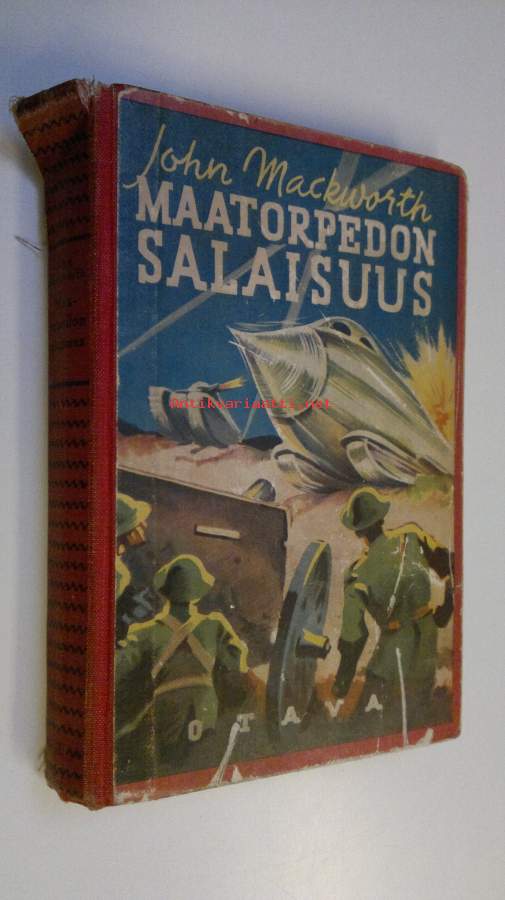 John Mackworth
MAATORPEDON
SALAISUUS
antikvariaatti.net
OTAVA